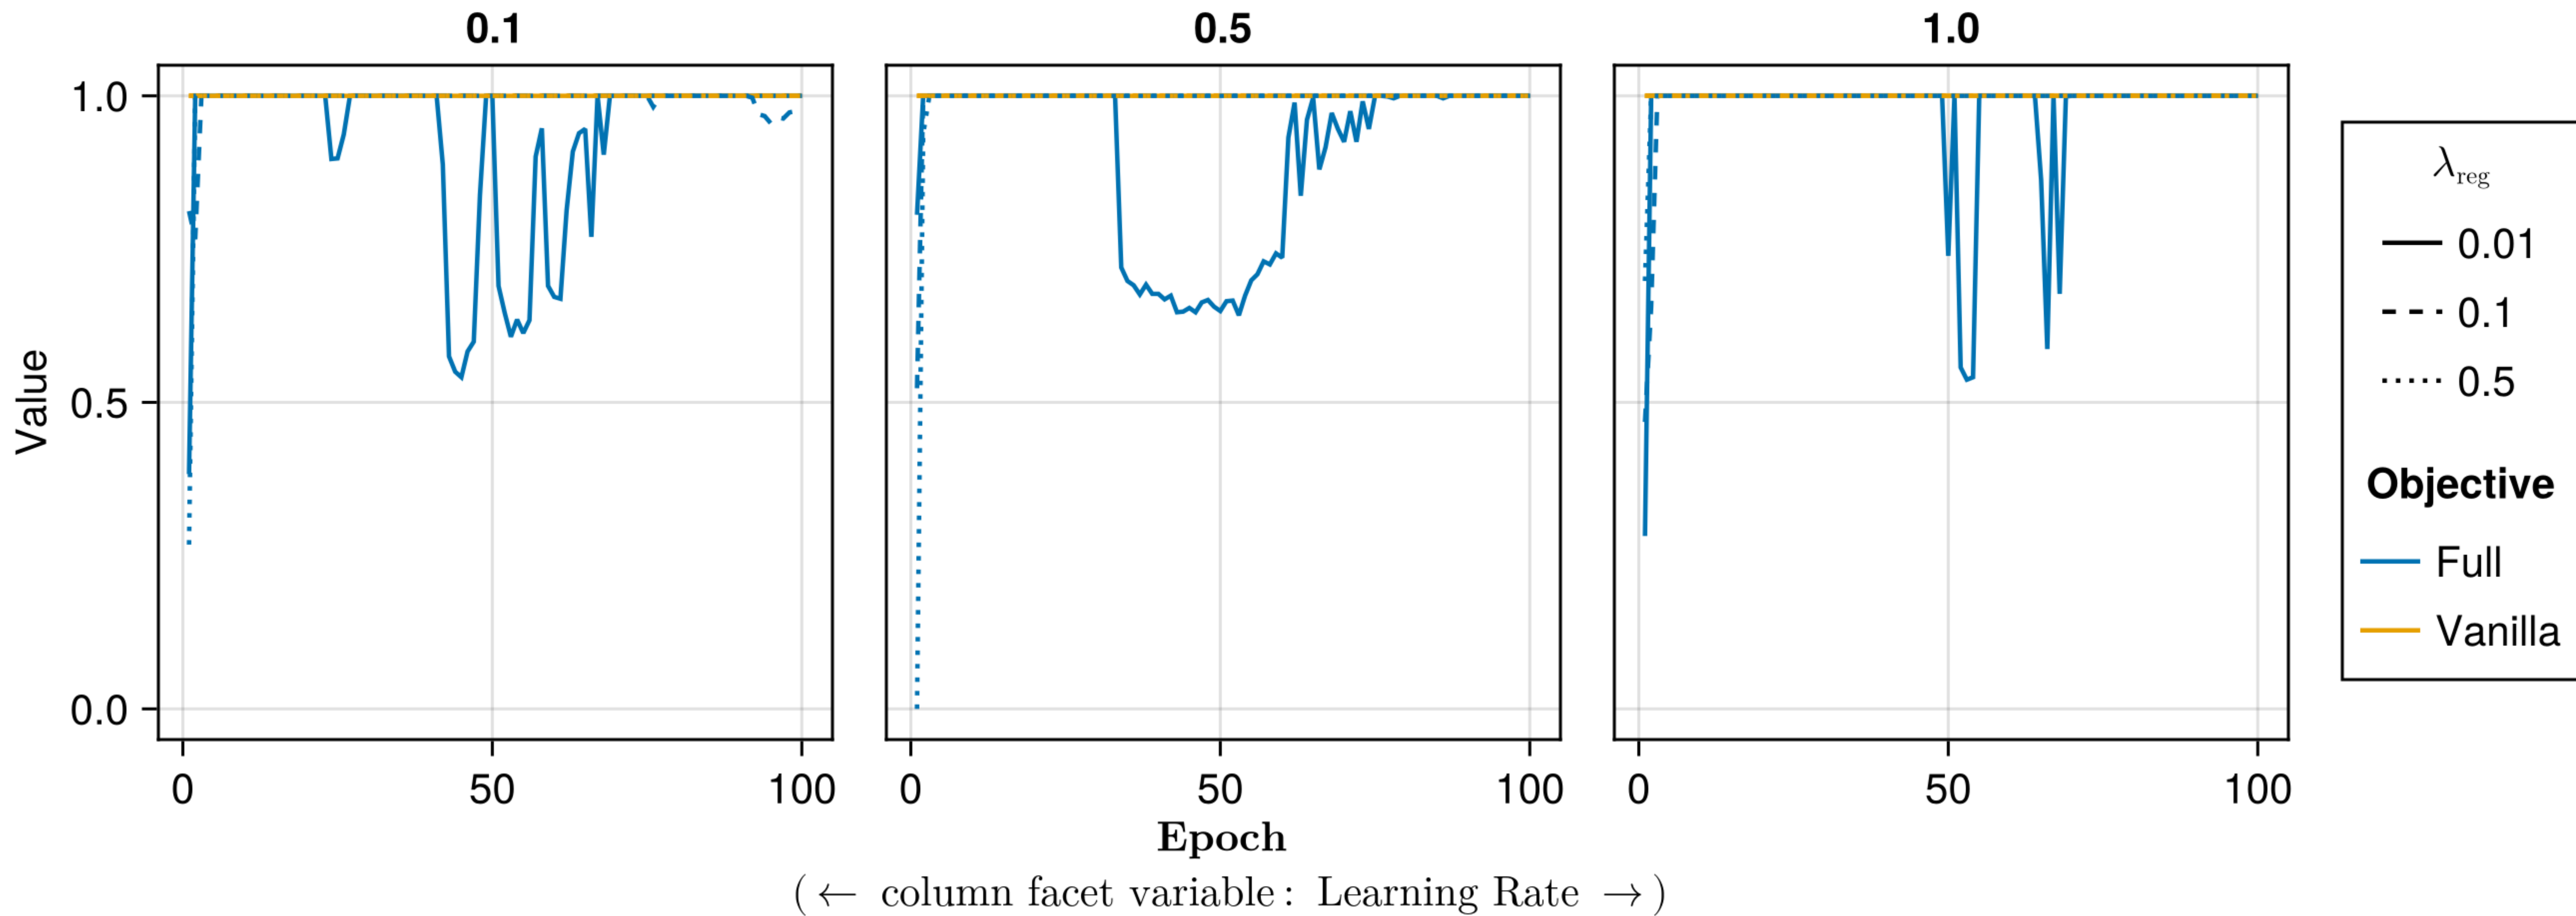 0.1
0.5
1.0
Value
1.0
0.5
0.0
0 50 100
0 50 100
0 50 100
Epoch
( ← column facet variable : Learning Rate → )
λreg
0.01
0.1
0.5
Objective
Full
Vanilla